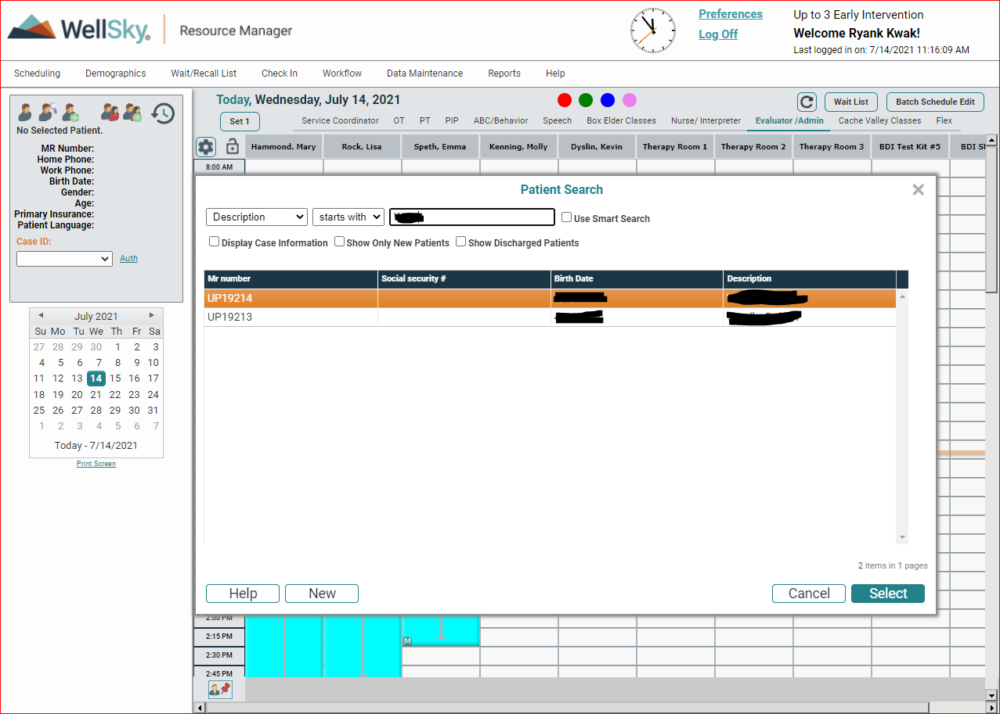 WellSky® Resource Manager
Preferences
Log Off
Up to 3 Early Intervention
Welcome Ryank Kwak!
Last logged in on: 7/14/2021 11:16:09 AM
Scheduling Demographics Wait/Recall List Check In Workflow Data Maintenance Reports Help
No Selected Patient.
MR Number:
Home Phone:
Work Phone:
Birth Date:
Gender:
Age:
Primary Insurance:
Patient Language:
Case ID:
Auth
July 2021
Su Mo Tu We Th Fr Sa
27 28 29 30 1 2 3
4 5 6 7 8 9 10
11 12 13 14 15 16 17
18 19 20 21 22 23 24
25 26 27 28 29 30 31
1 2 3 4 5 6 7
Today - 7/14/2021
Print Screen
Today, Wednesday, July 14, 2021
Wait List Batch Schedule Edit
Set 1 Service Coordinator OT PT PIP ABC/Behavior Speech Box Elder Classes Nurse/ Interpreter Evaluator /Admin Cache Valley Classes Flex
Hammond, Mary Rock, Lisa Speth, Emma Kenning, Molly Dyslin, Kevin Therapy Room 1 Therapy Room 2 Therapy Room 3 BDI Test Kit #5
8:00 AM
Patient Search
Description starts with Use Smart Search
Display Case Information Show Only New Patients Show Discharged Patients
Mr number Social security # Birth Date Description
UP19214
UP19213
2 items in 1 pages
Help New Cancel Select
2:00 PM
2:15 PM
M
2:30 PM
2:45 PM